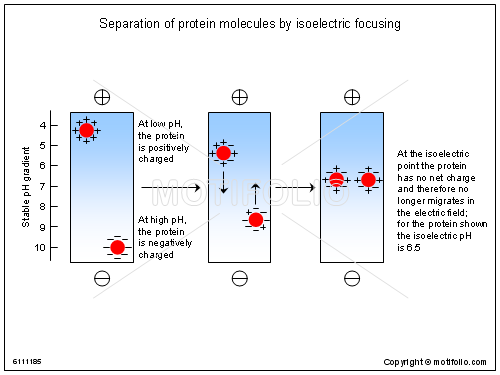 Separation of protein molecules by isoelectric focusing
Stable pH gradient
4
5
6
7
8
9
10
At low pH,
the protein
is positively
charged
At high pH,
the protein
is negatively
charged
At the isoelectric
point the protein
has no net charge
and therefore no
longer migrates in
the electric field;
for the protein shown
the isoelectric pH
is 6.5
MOTIFOLIO
6111185
Copyright © motifolio.com